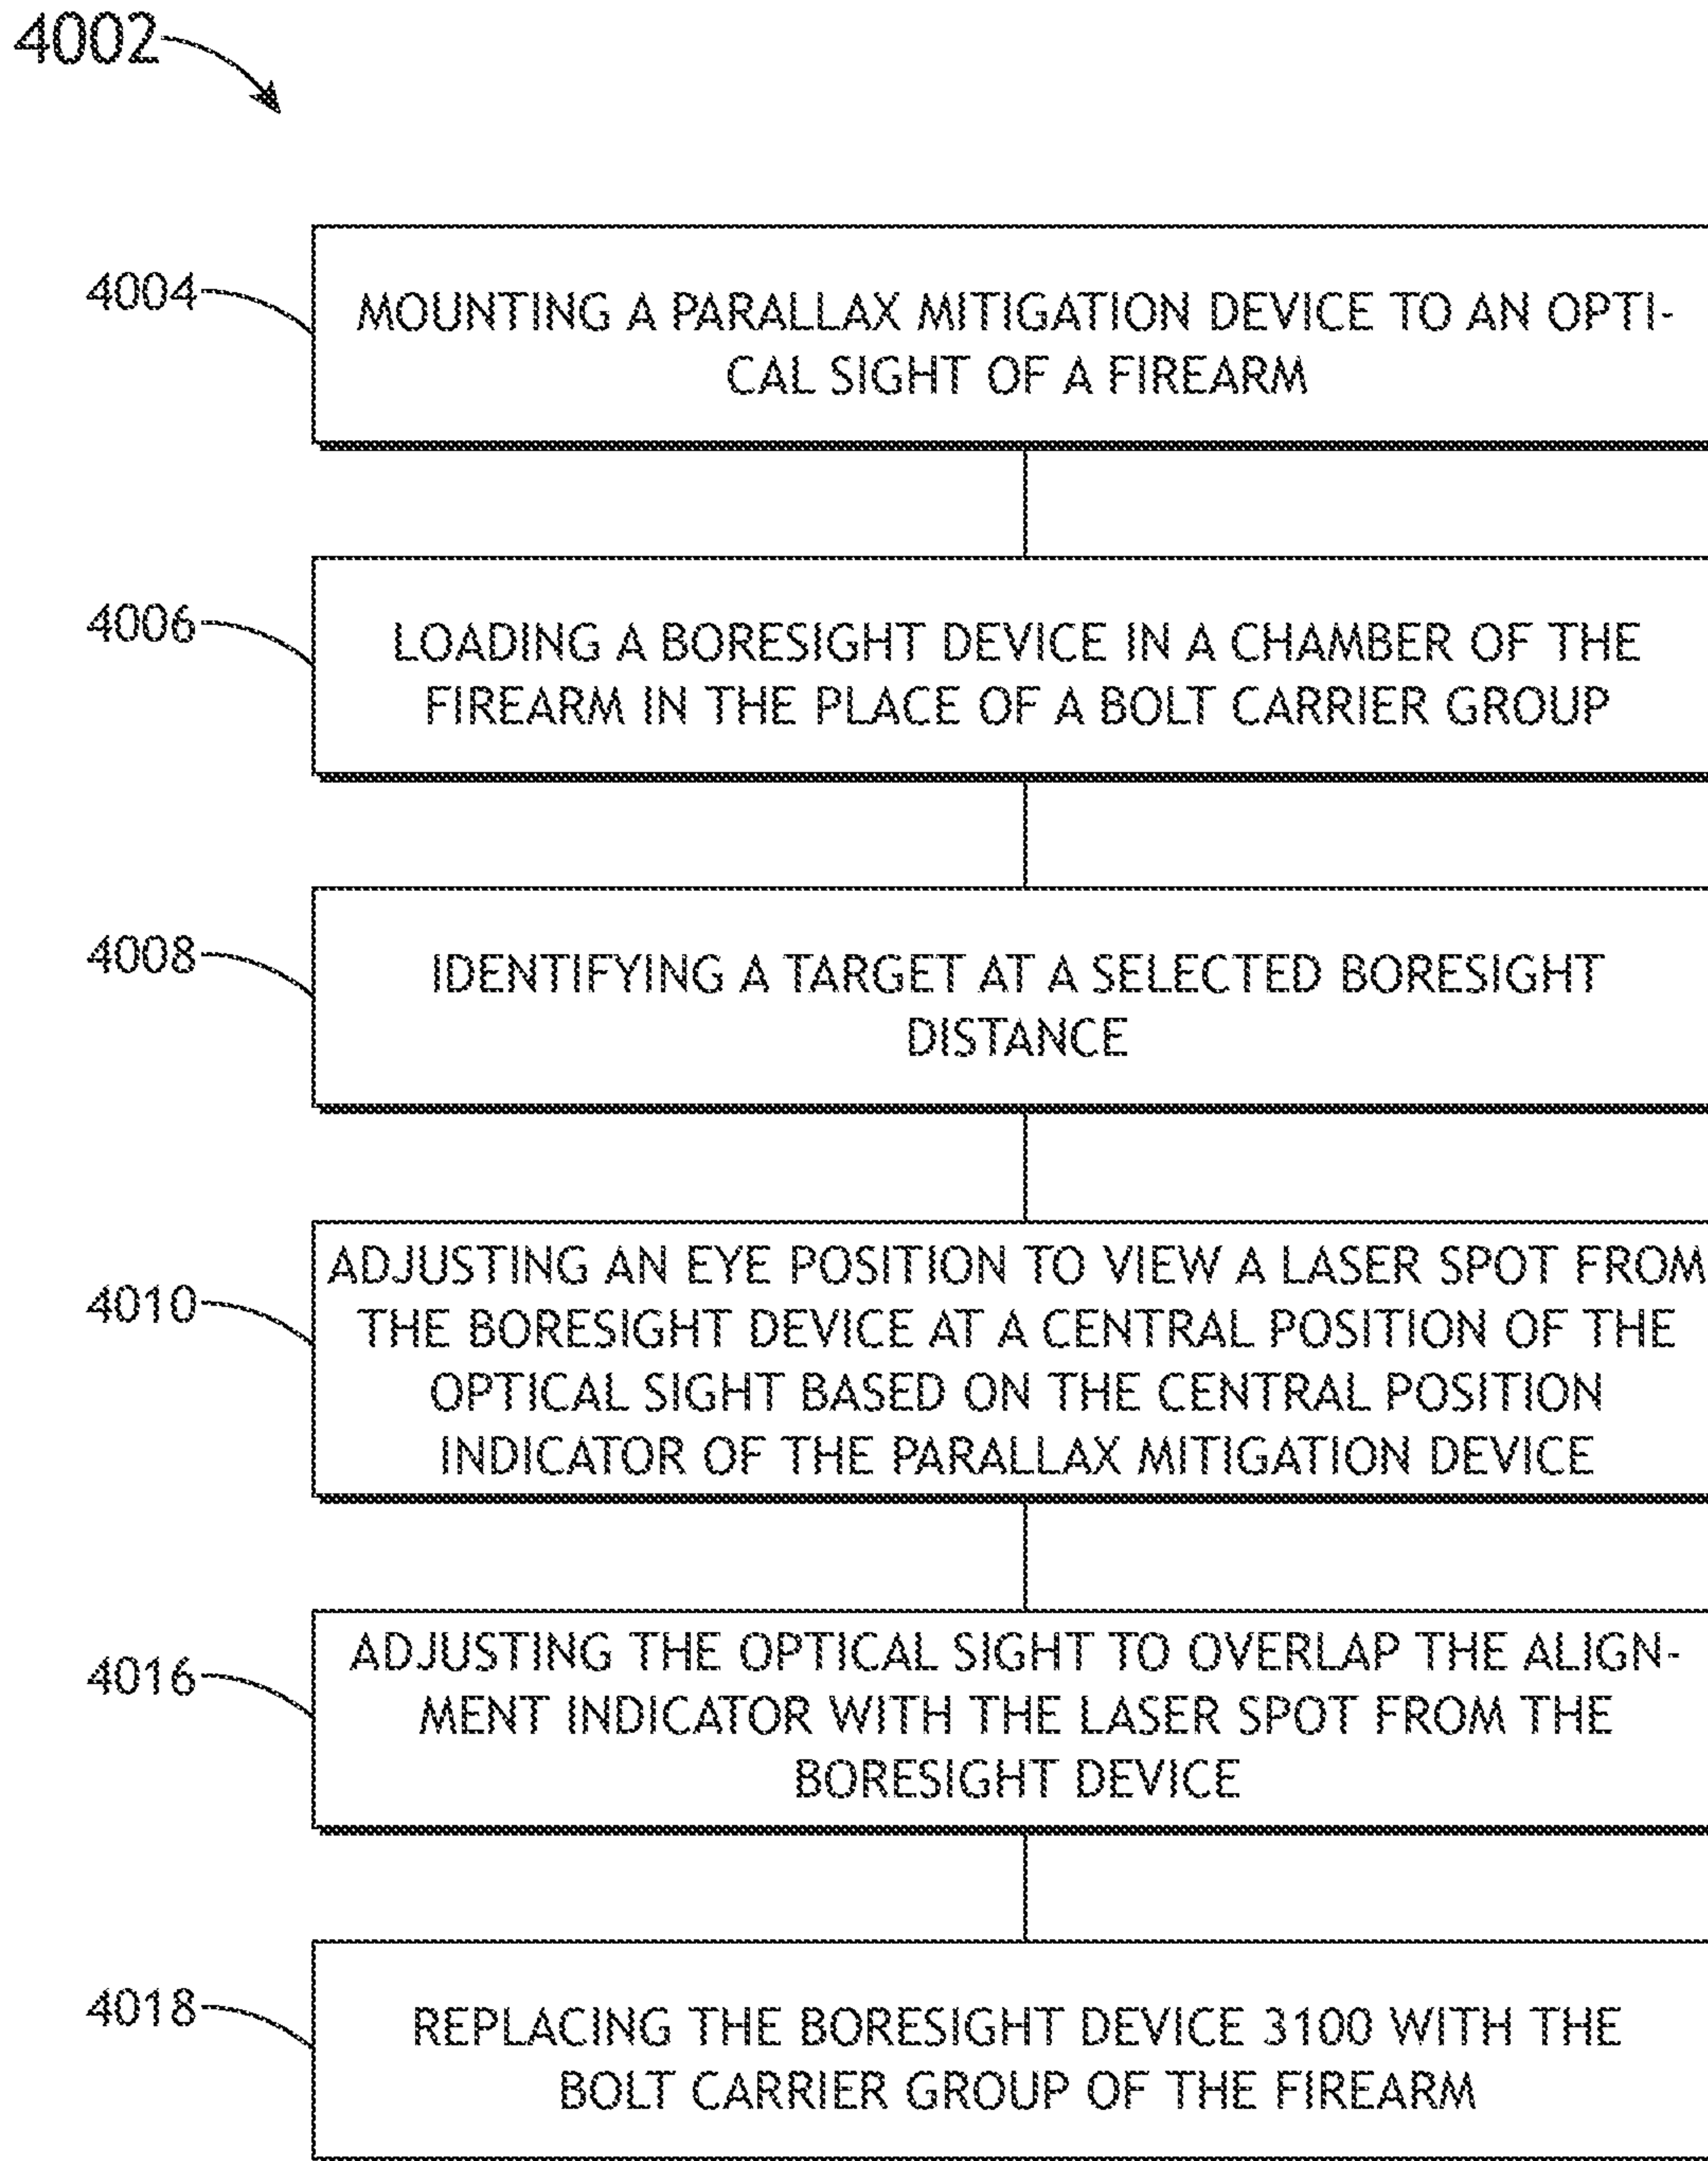 4002
4004
MOUNTING A PARALLAX MITIGATION DEVICE TO AN OPTI-
CAL SIGHT OF A FIREARM
4006
LOADING A BORESIGHT DEVICE IN A CHAMBER OF THE
FIREARM IN THE PLACE OF A BOLT CARRIER GROUP
4008
IDENTIFYING A TARGET AT A SELECTED BORESIGHT
DISTANCE
4010
ADJUSTING AN EYE POSITION TO VIEW A LASER SPOT FROM
THE BORESIGHT DEVICE AT A CENTRAL POSITION OF THE
OPTICAL SIGHT BASED ON THE CENTRAL POSITION
INDICATOR OF THE PARALLAX MITIGATION DEVICE
4016
ADJUSTING THE OPTICAL SIGHT TO OVERLAP THE ALIGN-
MENT INDICATOR WITH THE LASER SPOT FROM THE
BORESIGHT DEVICE
4018
REPLACING THE BORESIGHT DEVICE 3100 WITH THE
BOLT CARRIER GROUP OF THE FIREARM